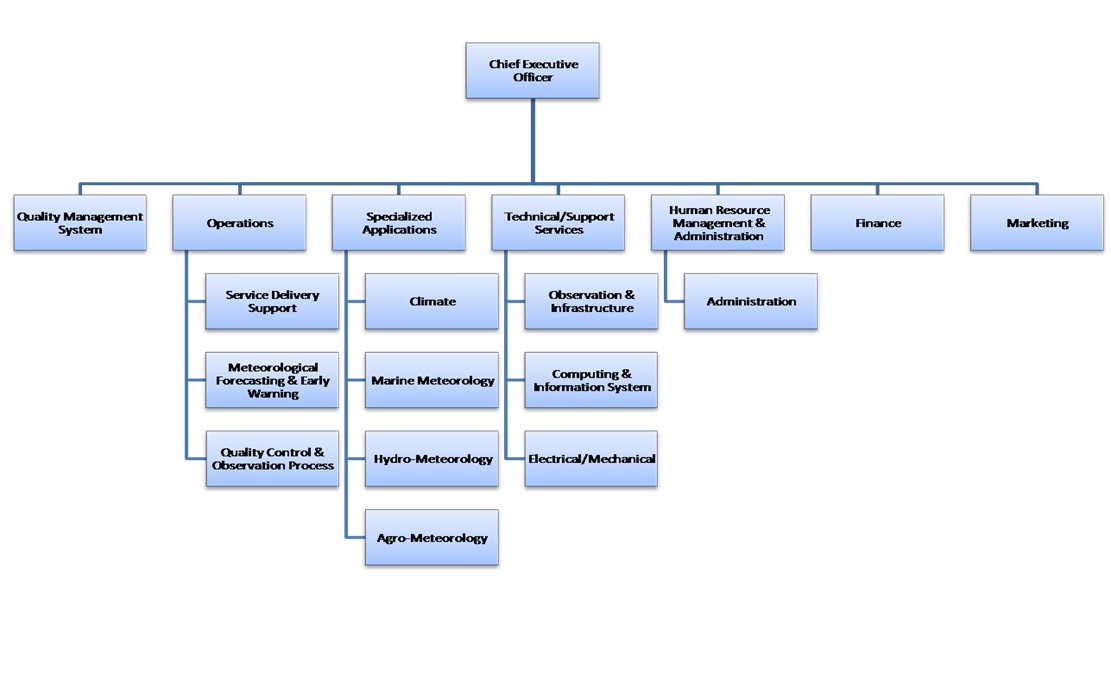 Chief Executive
Officer
Quality Management
System
Operations
Specialized
Applications
Technical/Support
Services
Human Resource
Management &
Administration
Finance
Marketing
Service Delivery
Support
Meteorological
Forecasting & Early
Warning
Quality Control &
Observation Process
Climate
Marine Meteorology
Hydro-Meteorology
Agro-Meteorology
Observation &
Infrastructure
Computing &
Information System
Electrical/Mechanical
Administration